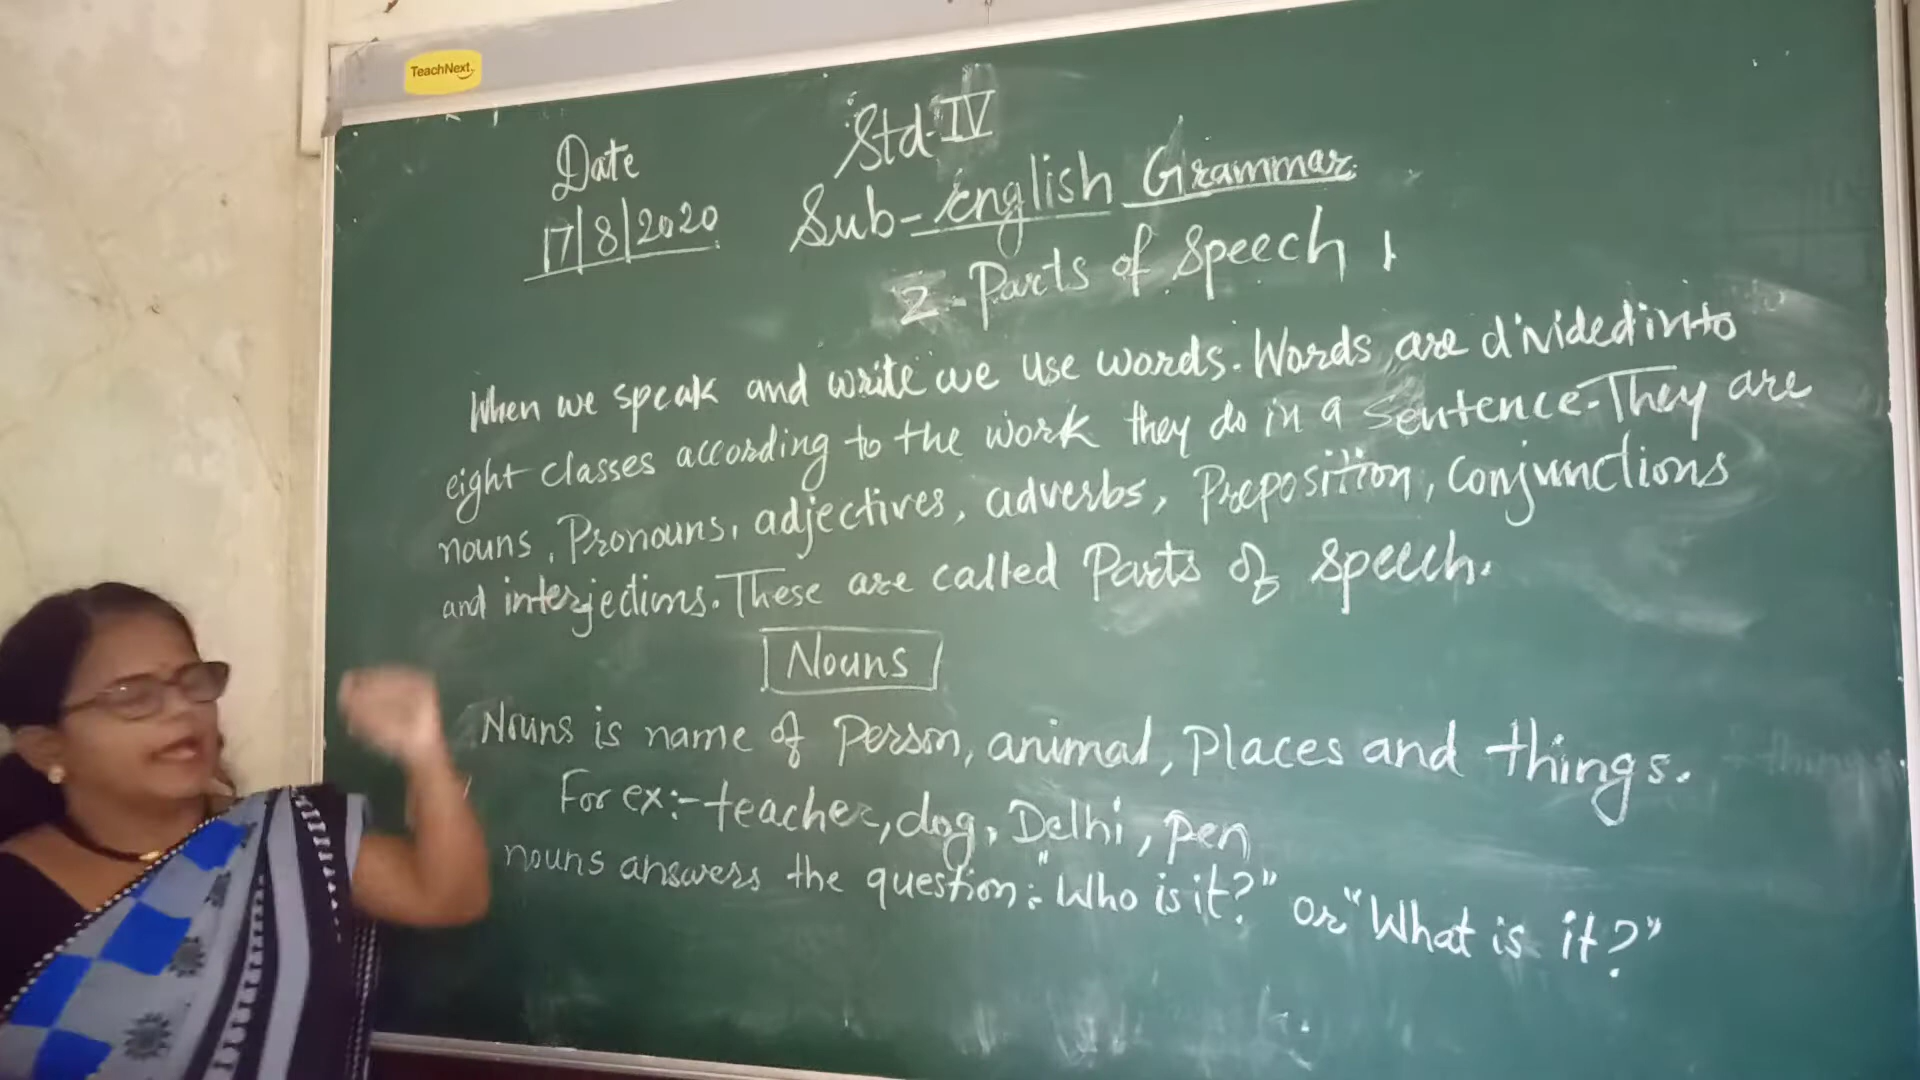 TeachNext
Std-IV
Date
17/8/2020
Sub-English Grammar
2-Parts of Speech
When we speak and write we use words. Words are divided into
eight classes according to the work they do in a sentence. They are
nouns, Pronouns, adjectives, adverbs, Preposition, Conjunctions
and interjections. These are called Parts of speech.
Nouns
Nouns is name of Person, animal, Places and things.
For ex:- teacher, dog, Delhi, pen
nouns answers the question: "Who is it?" or "What is it?"